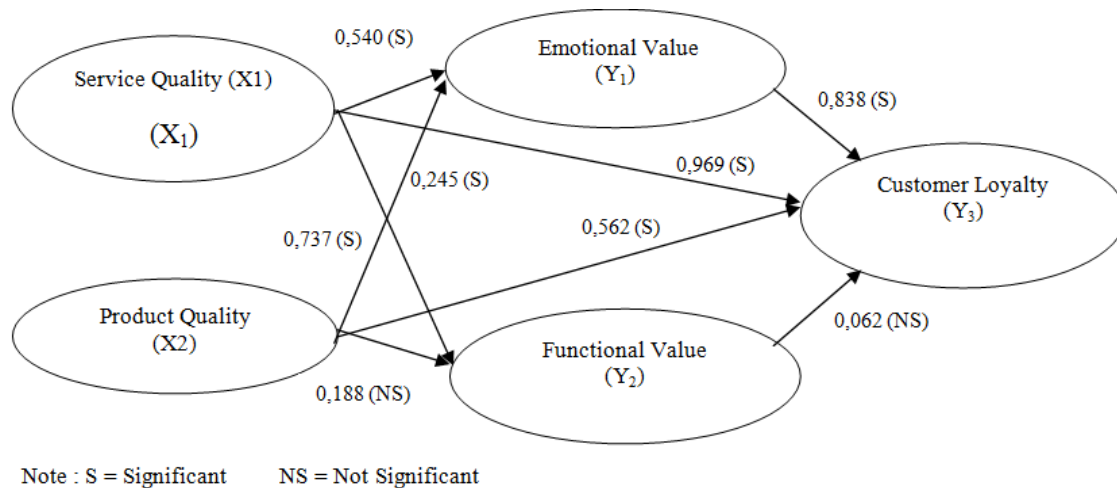 0,540 (S)
Emotional Value
(Y₁)
Service Quality (X1)
(X₁)
0,838 (S)
0,245 (S)
0,969 (S)
Customer Loyalty
(Y₃)
0,737 (S)
0,562 (S)
Product Quality
(X2)
0,062 (NS)
Functional Value
(Y₂)
0,188 (NS)
Note : S = Significant NS = Not Significant